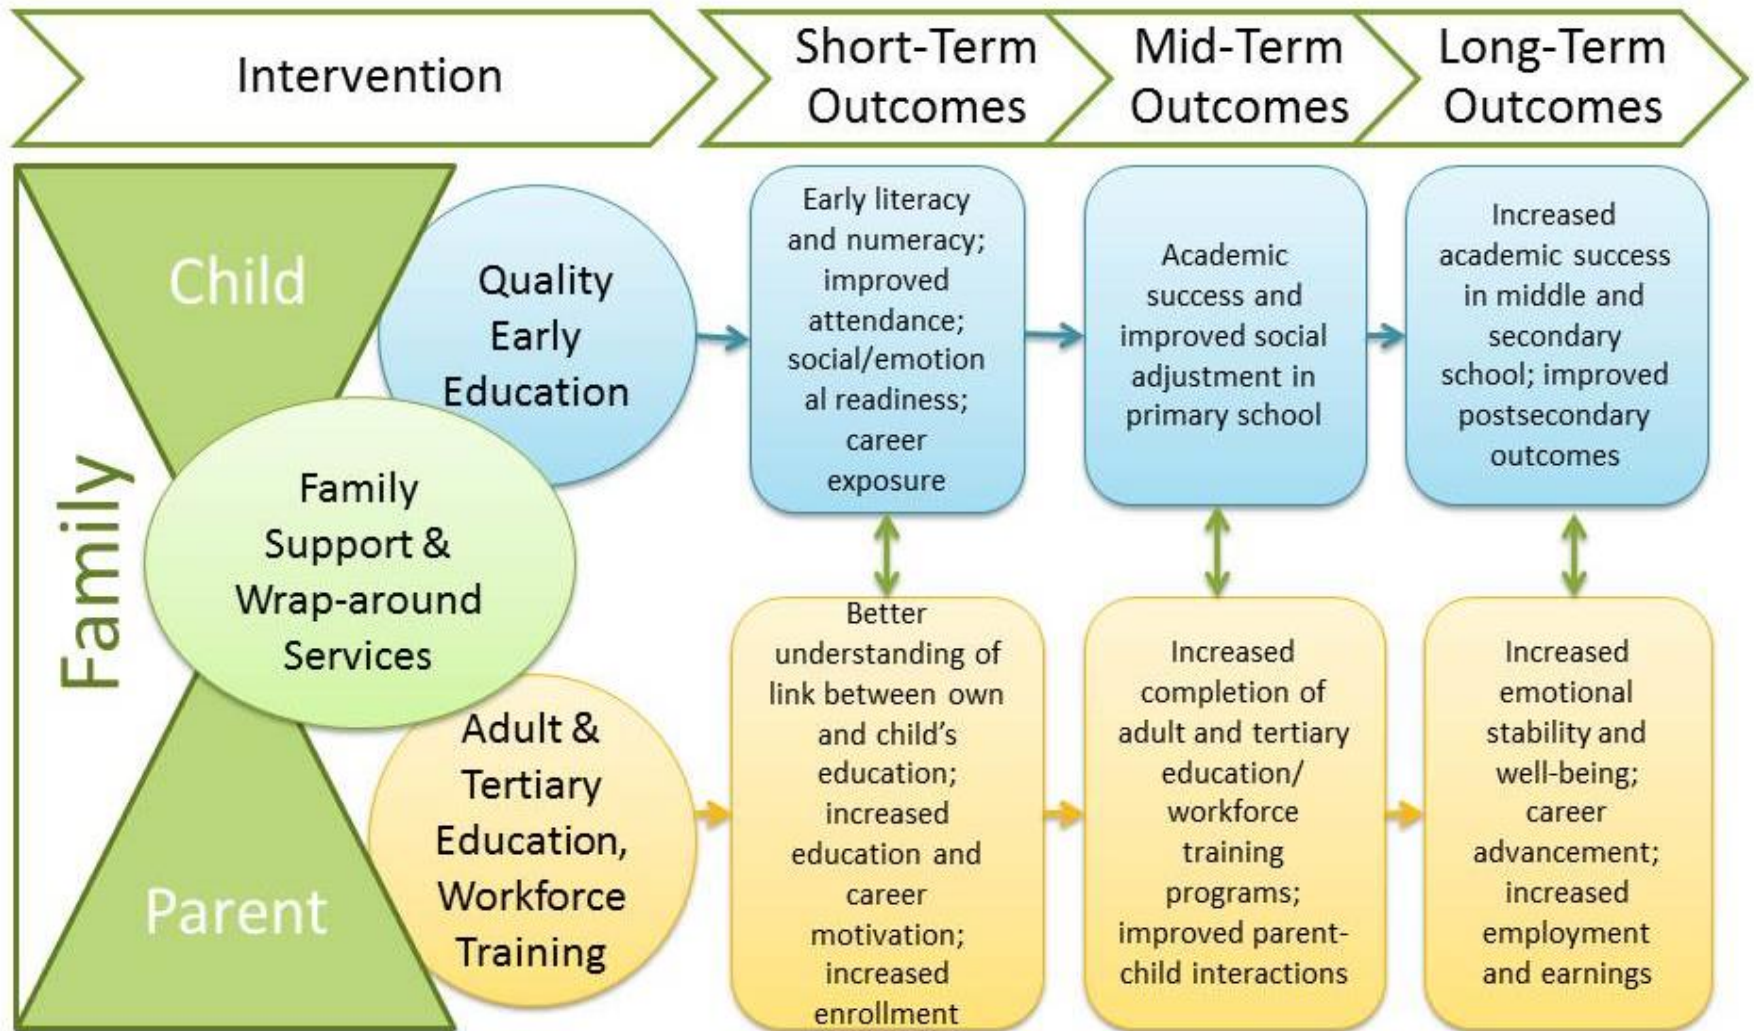 Intervention
Short-Term
Outcomes
Mid-Term
Outcomes
Long-Term
Outcomes
Family
Child
Quality
Early
Education
Early literacy
and numeracy;
improved
attendance;
social/emotion
al readiness;
career
exposure
Academic
success and
improved social
adjustment in
primary school
Increased
academic success
in middle and
secondary
school; improved
postsecondary
outcomes
Family
Support &
Wrap-around
Services
Parent
Adult &
Tertiary
Education,
Workforce
Training
Better
understanding of
link between own
and child's
education;
increased
education and
career
motivation;
increased
enrollment
Increased
completion of
adult and tertiary
education/
workforce
training
programs;
improved parent-
child interactions
Increased
emotional
stability and
well-being;
career
advancement;
increased
employment
and earnings